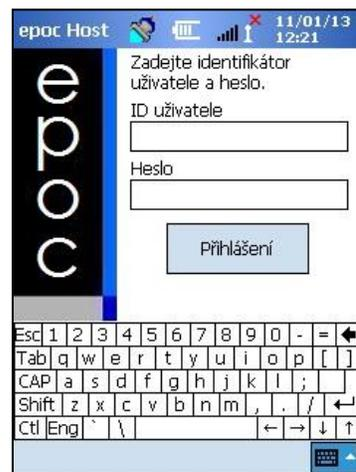 epoc Host 11/01/13
12:21
epoc
Zadejte identifikátor
uživatele a heslo.
ID uživatele
Heslo
Přihlášení
Esc 1 2 3 4 5 6 7 8 9 0 - =
Tab q w e r t y u i o p [ ]
CAP a s d f g h j k l ;
Shift z x c v b n m , . /
Ctl Eng ` \